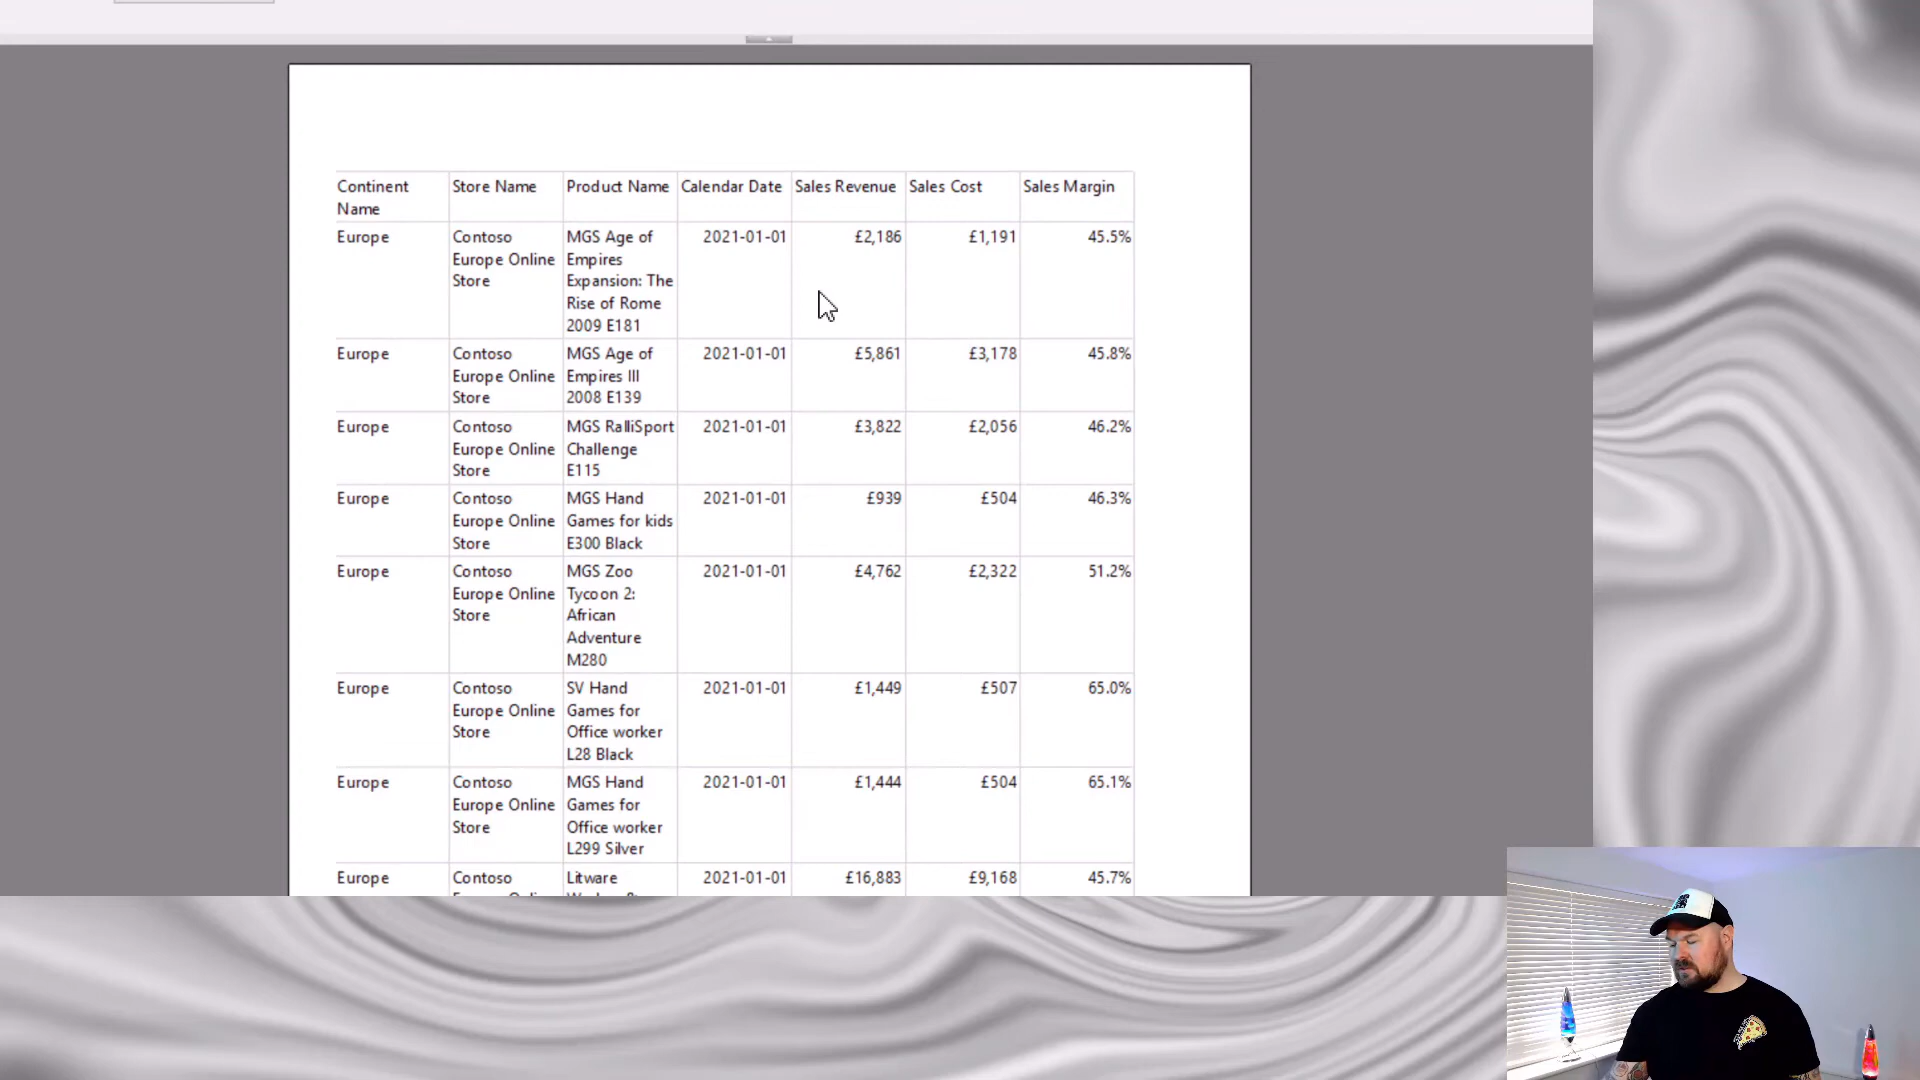 Continent Name Store Name Product Name Calendar Date Sales Revenue Sales Cost Sales Margin
Europe Contoso Europe Online Store MGS Age of Empires Expansion: The Rise of Rome 2009 E181 2021-01-01 £2,186 £1,191 45.5%
Europe Contoso Europe Online Store MGS Age of Empires III 2008 E139 2021-01-01 £5,861 £3,178 45.8%
Europe Contoso Europe Online Store MGS RalliSport Challenge E115 2021-01-01 £3,822 £2,056 46.2%
Europe Contoso Europe Online Store MGS Hand Games for kids E300 Black 2021-01-01 £939 £504 46.3%
Europe Contoso Europe Online Store MGS Zoo Tycoon 2: African Adventure M280 2021-01-01 £4,762 £2,322 51.2%
Europe Contoso Europe Online Store SV Hand Games for Office worker L28 Black 2021-01-01 £1,449 £507 65.0%
Europe Contoso Europe Online Store MGS Hand Games for Office worker L299 Silver 2021-01-01 £1,444 £504 65.1%
Europe Contoso Litware 2021-01-01 £16,883 £9,168 45.7%